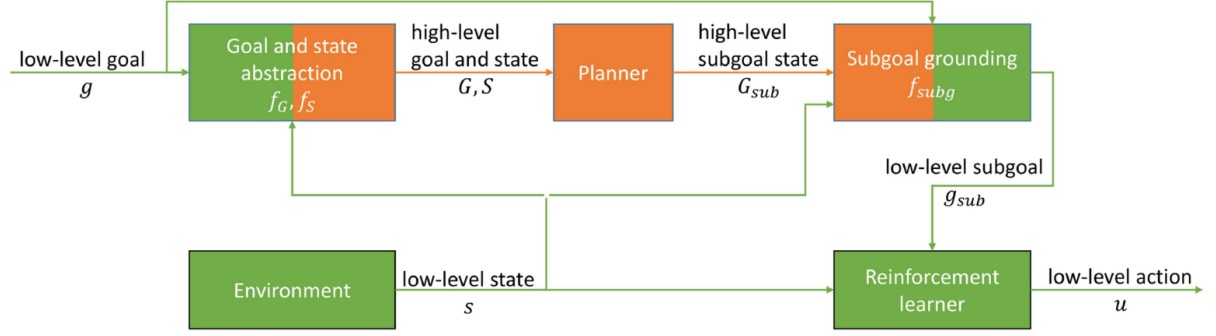 low-level goal
g
Goal and state
abstraction
f_G, f_S
high-level
goal and state
G, S
Planner
high-level
subgoal state
G_sub
Subgoal grounding
f_subg
low-level subgoal
g_sub
Environment
low-level state
s
Reinforcement
learner
low-level action
u